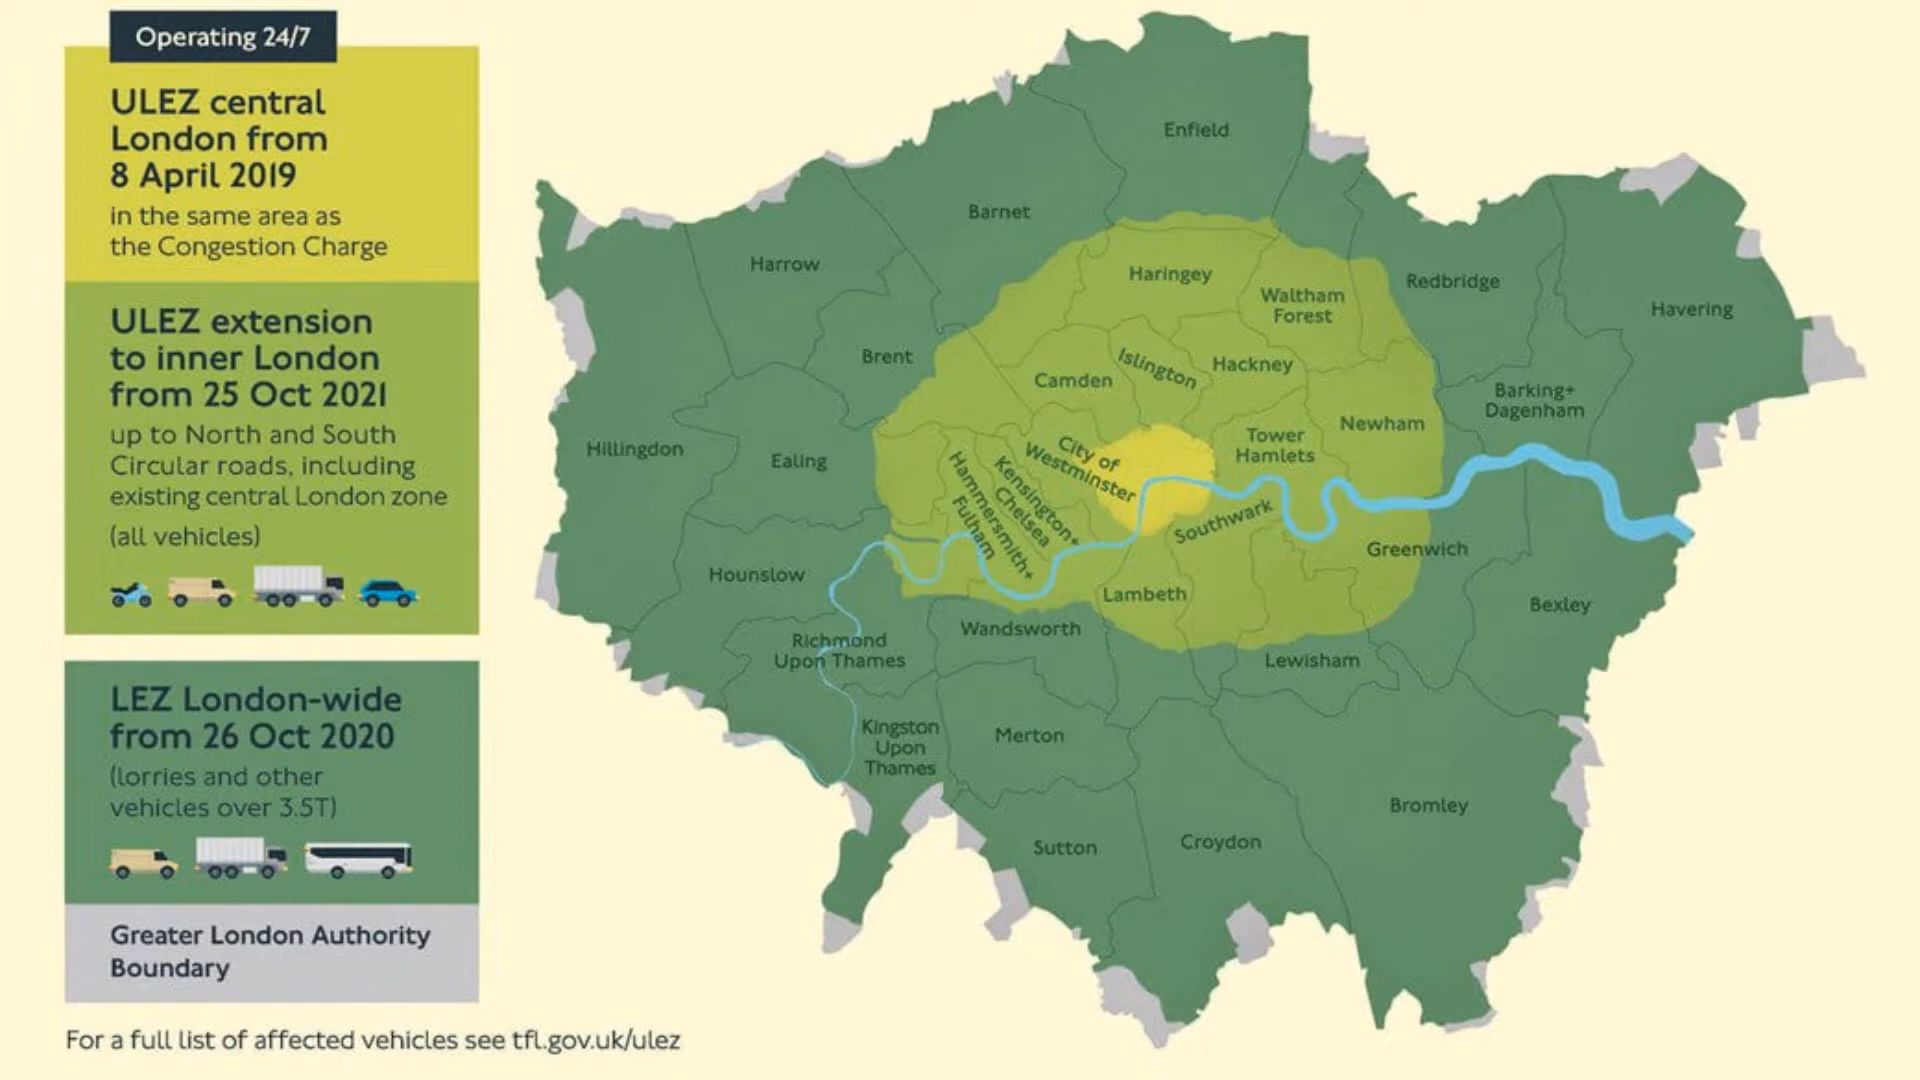 Operating 24/7
ULEZ central
London from
8 April 2019
in the same area as
the Congestion Charge
ULEZ extension
to inner London
from 25 Oct 2021
up to North and South
Circular roads, including
existing central London zone
(all vehicles)
LEZ London-wide
from 26 Oct 2020
(lorries and other
vehicles over 3.5T)
Greater London Authority
Boundary
For a full list of affected vehicles see tfl.gov.uk/ulez
Enfield
Barnet
Harrow
Haringey
Waltham
Forest
Redbridge
Havering
Brent
Camden
Islington
Hackney
Barking+
Dagenham
Newham
Hillingdon
Ealing
Hammersmith+
Fulham
Kensington+
Chelsea
City of
Westminster
Tower
Hamlets
Southwark
Greenwich
Hounslow
Lambeth
Bexley
Richmond
Upon Thames
Wandsworth
Lewisham
Kingston
Upon
Thames
Merton
Bromley
Sutton
Croydon